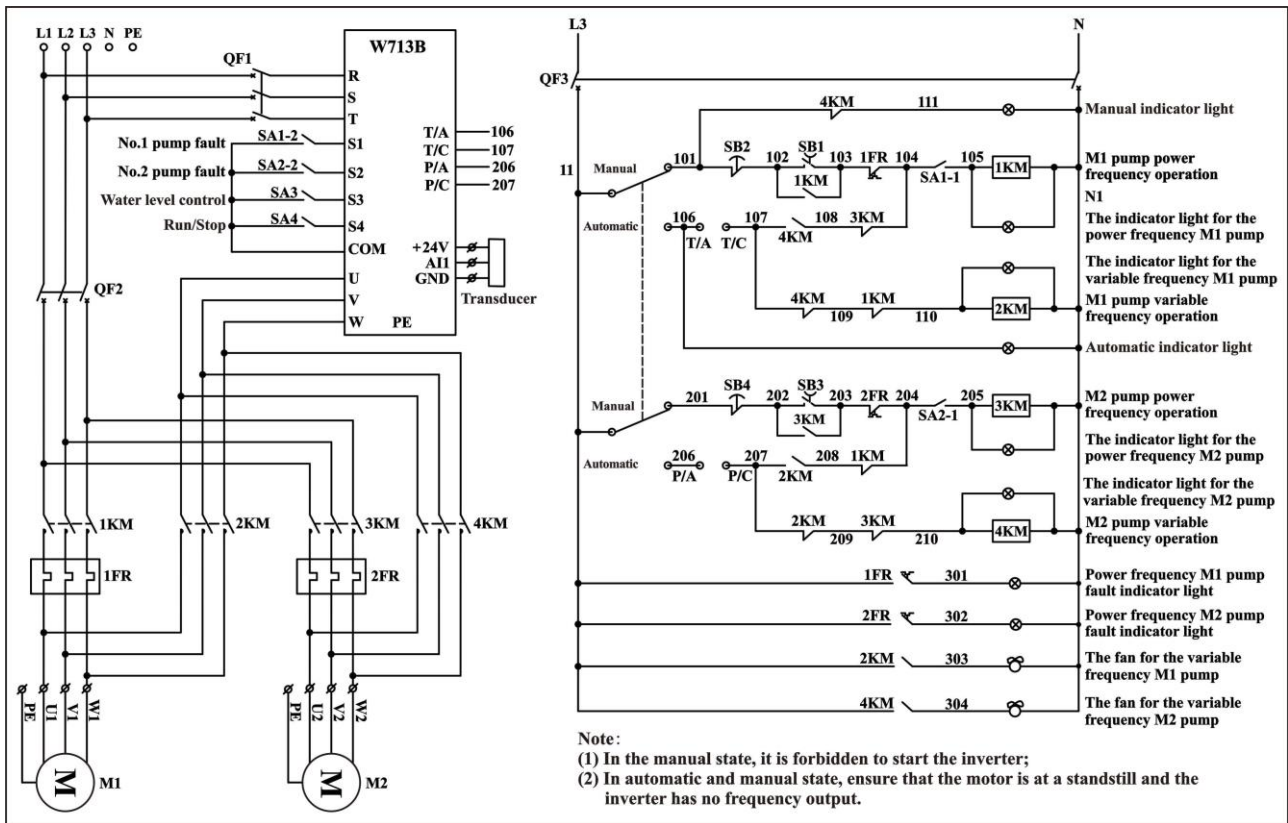 L1 L2 L3 N PE
QF1
W713B
R
S
T
No.1 pump fault SA1-2 S1
No.2 pump fault SA2-2 S2
Water level control SA3 S3
Run/Stop SA4 S4
COM
T/A 106
T/C 107
P/A 206
P/C 207
+24V
AI1
GND
Transducer
U
V
W PE
QF2
1KM 2KM 3KM 4KM
1FR 2FR
PE U1 V1 W1
PE U2 V2 W2
M M1
M M2
L3 N
QF3
4KM 111
Manual indicator light
11
Manual 101 SB2 102 SB1 103 1FR 104 SA1-1 105 1KM
1KM
M1 pump power
frequency operation
N1
Automatic 106 T/A T/C 107 4KM 108 3KM
The indicator light for the
power frequency M1 pump
The indicator light for the
variable frequency M1 pump
4KM 109 1KM 110 2KM
M1 pump variable
frequency operation
Automatic indicator light
Manual 201 SB4 202 SB3 203 2FR 204 SA2-1 205 3KM
3KM
M2 pump power
frequency operation
Automatic 206 P/A P/C 207 2KM 208 1KM
The indicator light for the
power frequency M2 pump
The indicator light for the
variable frequency M2 pump
2KM 209 3KM 210 4KM
M2 pump variable
frequency operation
1FR 301
Power frequency M1 pump
fault indicator light
2FR 302
Power frequency M2 pump
fault indicator light
2KM 303
The fan for the variable
frequency M1 pump
4KM 304
The fan for the variable
frequency M2 pump
Note:
(1) In the manual state, it is forbidden to start the inverter;
(2) In automatic and manual state, ensure that the motor is at a standstill and the
inverter has no frequency output.